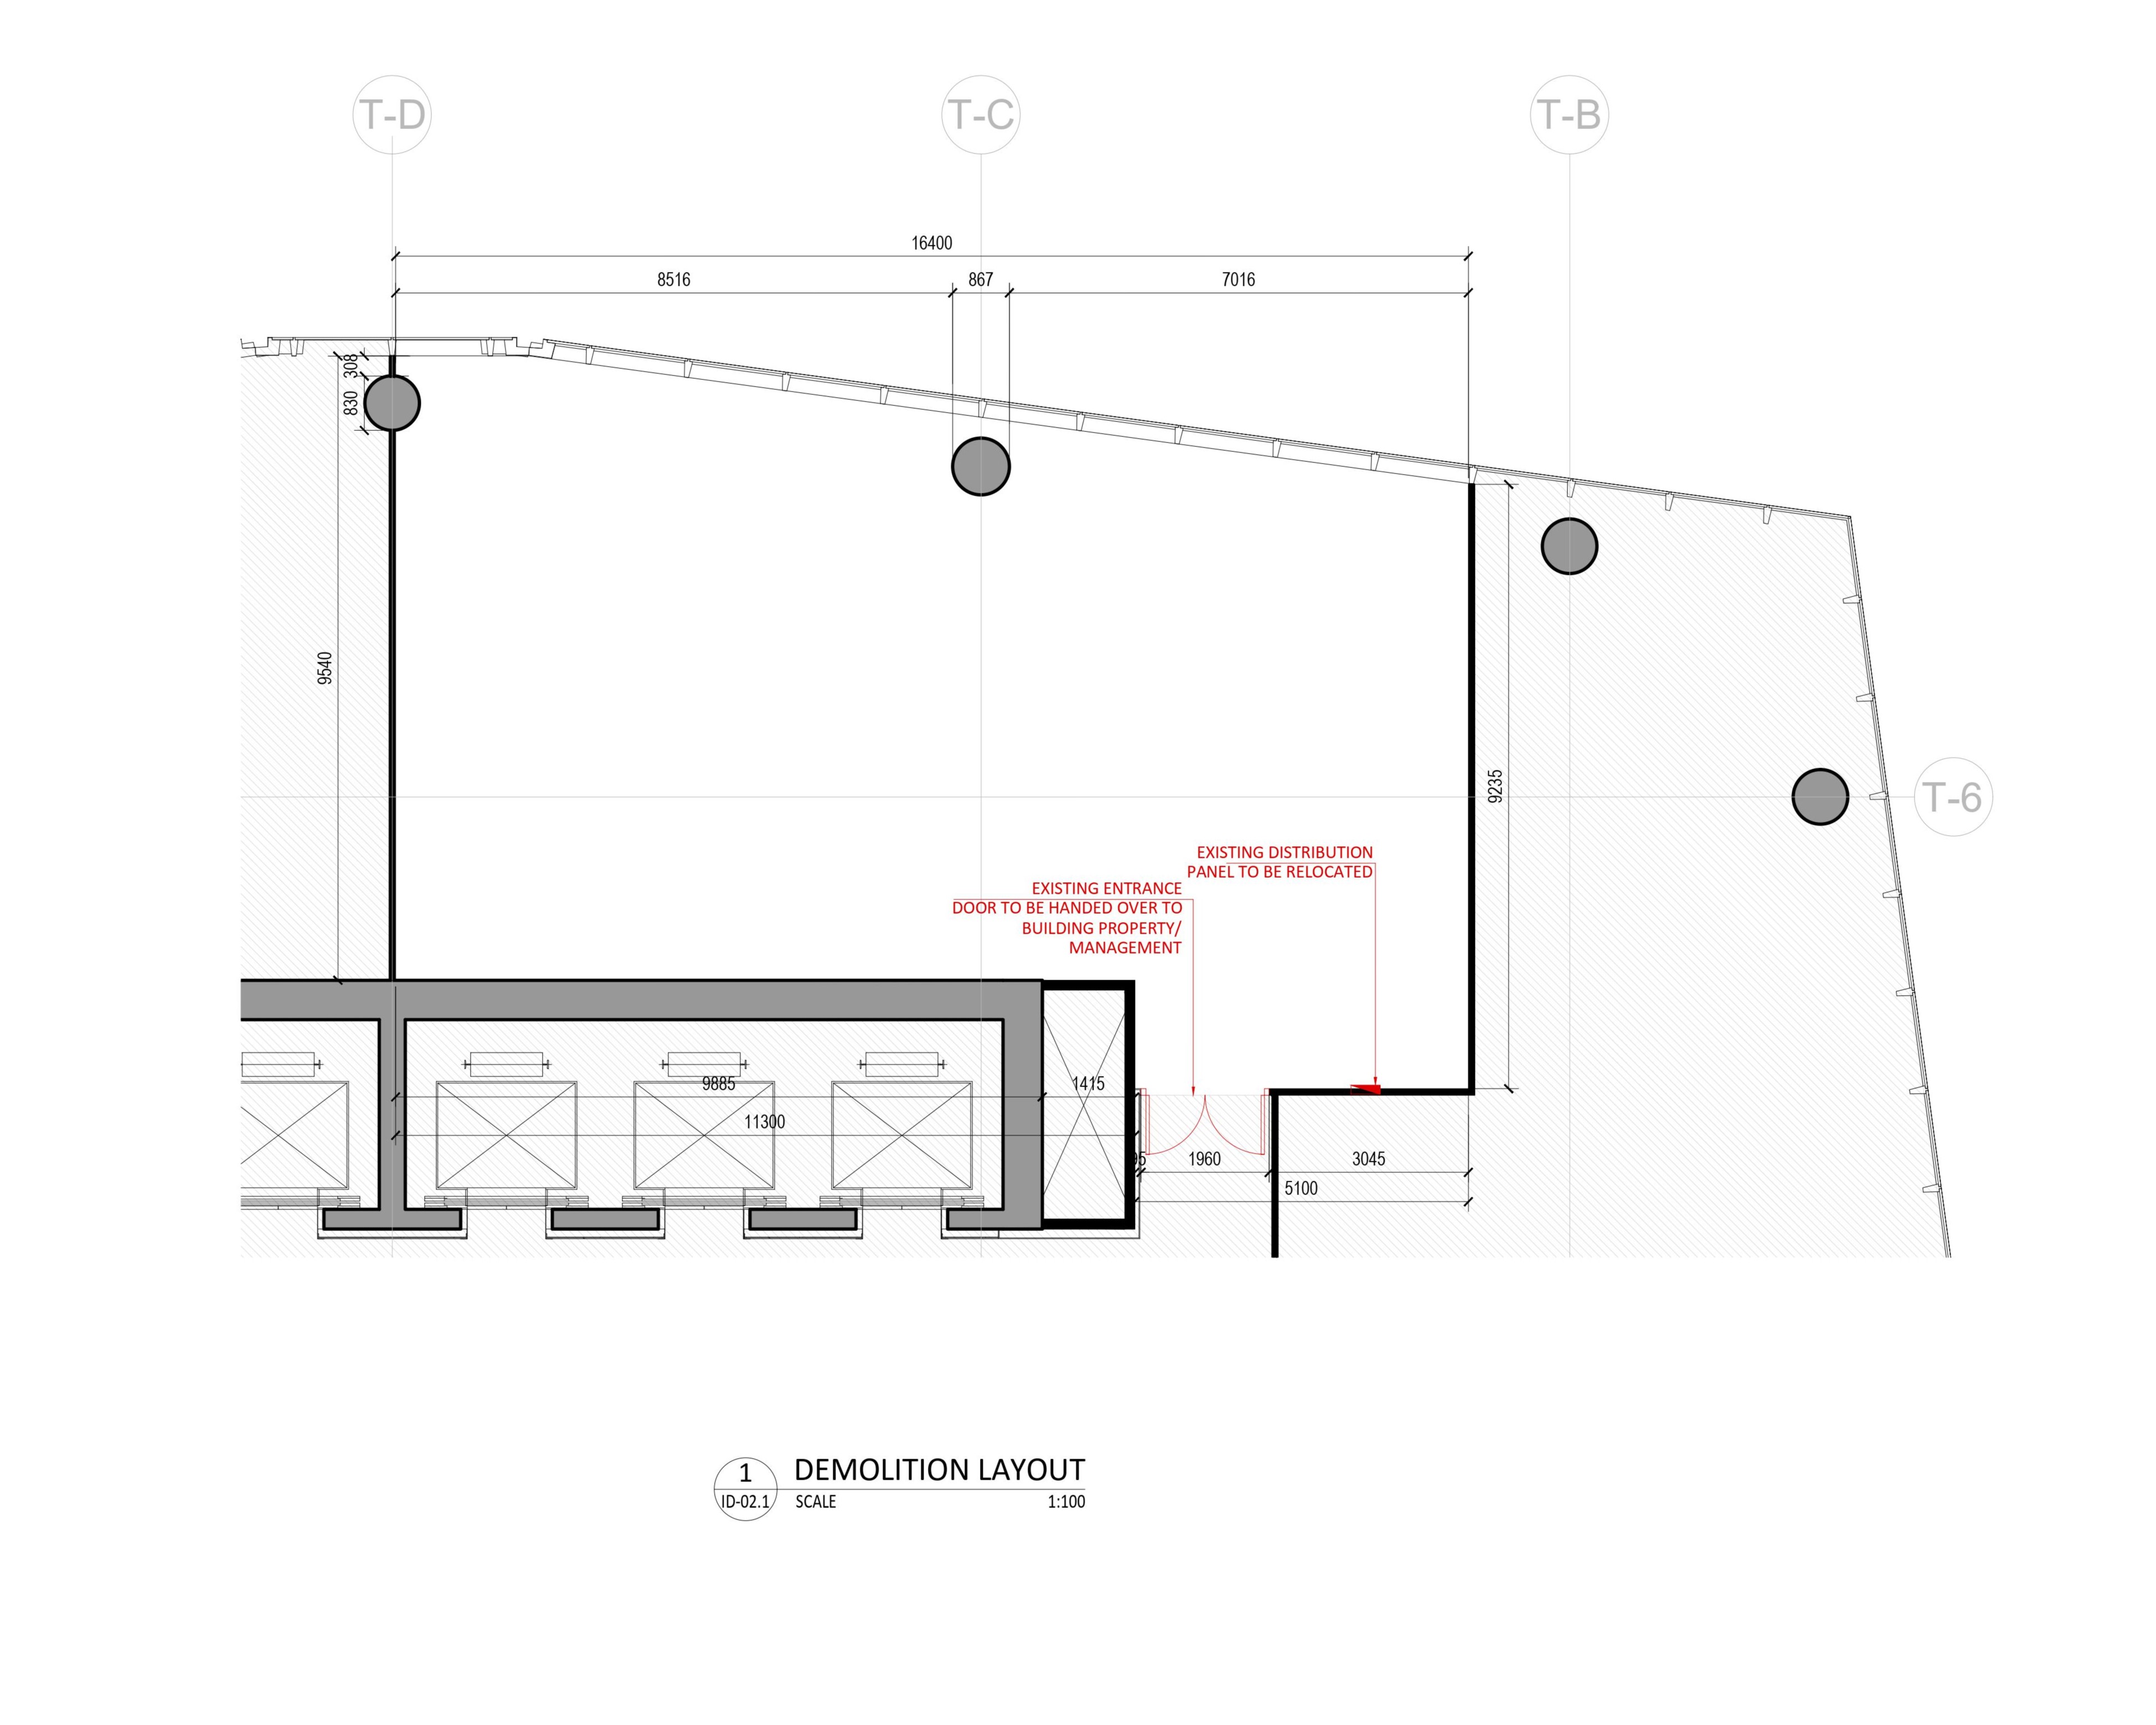 T-D
T-C
T-B
16400
8516
867
7016
308
830
9540
9235
T-6
EXISTING DISTRIBUTION
PANEL TO BE RELOCATED
EXISTING ENTRANCE
DOOR TO BE HANDED OVER TO
BUILDING PROPERTY/
MANAGEMENT
9885
1415
11300
95
1960
3045
5100
1
DEMOLITION LAYOUT
ID-02.1
SCALE
1:100